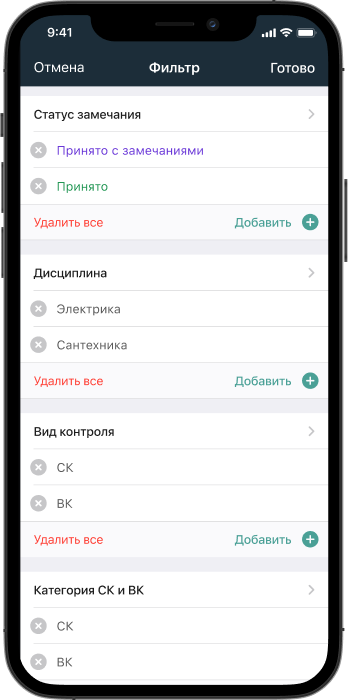 9:41
Отмена Фильтр Готово
Статус замечания
Принято с замечаниями
Принято
Удалить все Добавить
Дисциплина
Электрика
Сантехника
Удалить все Добавить
Вид контроля
СК
ВК
Удалить все Добавить
Категория СК и ВК
СК
ВК